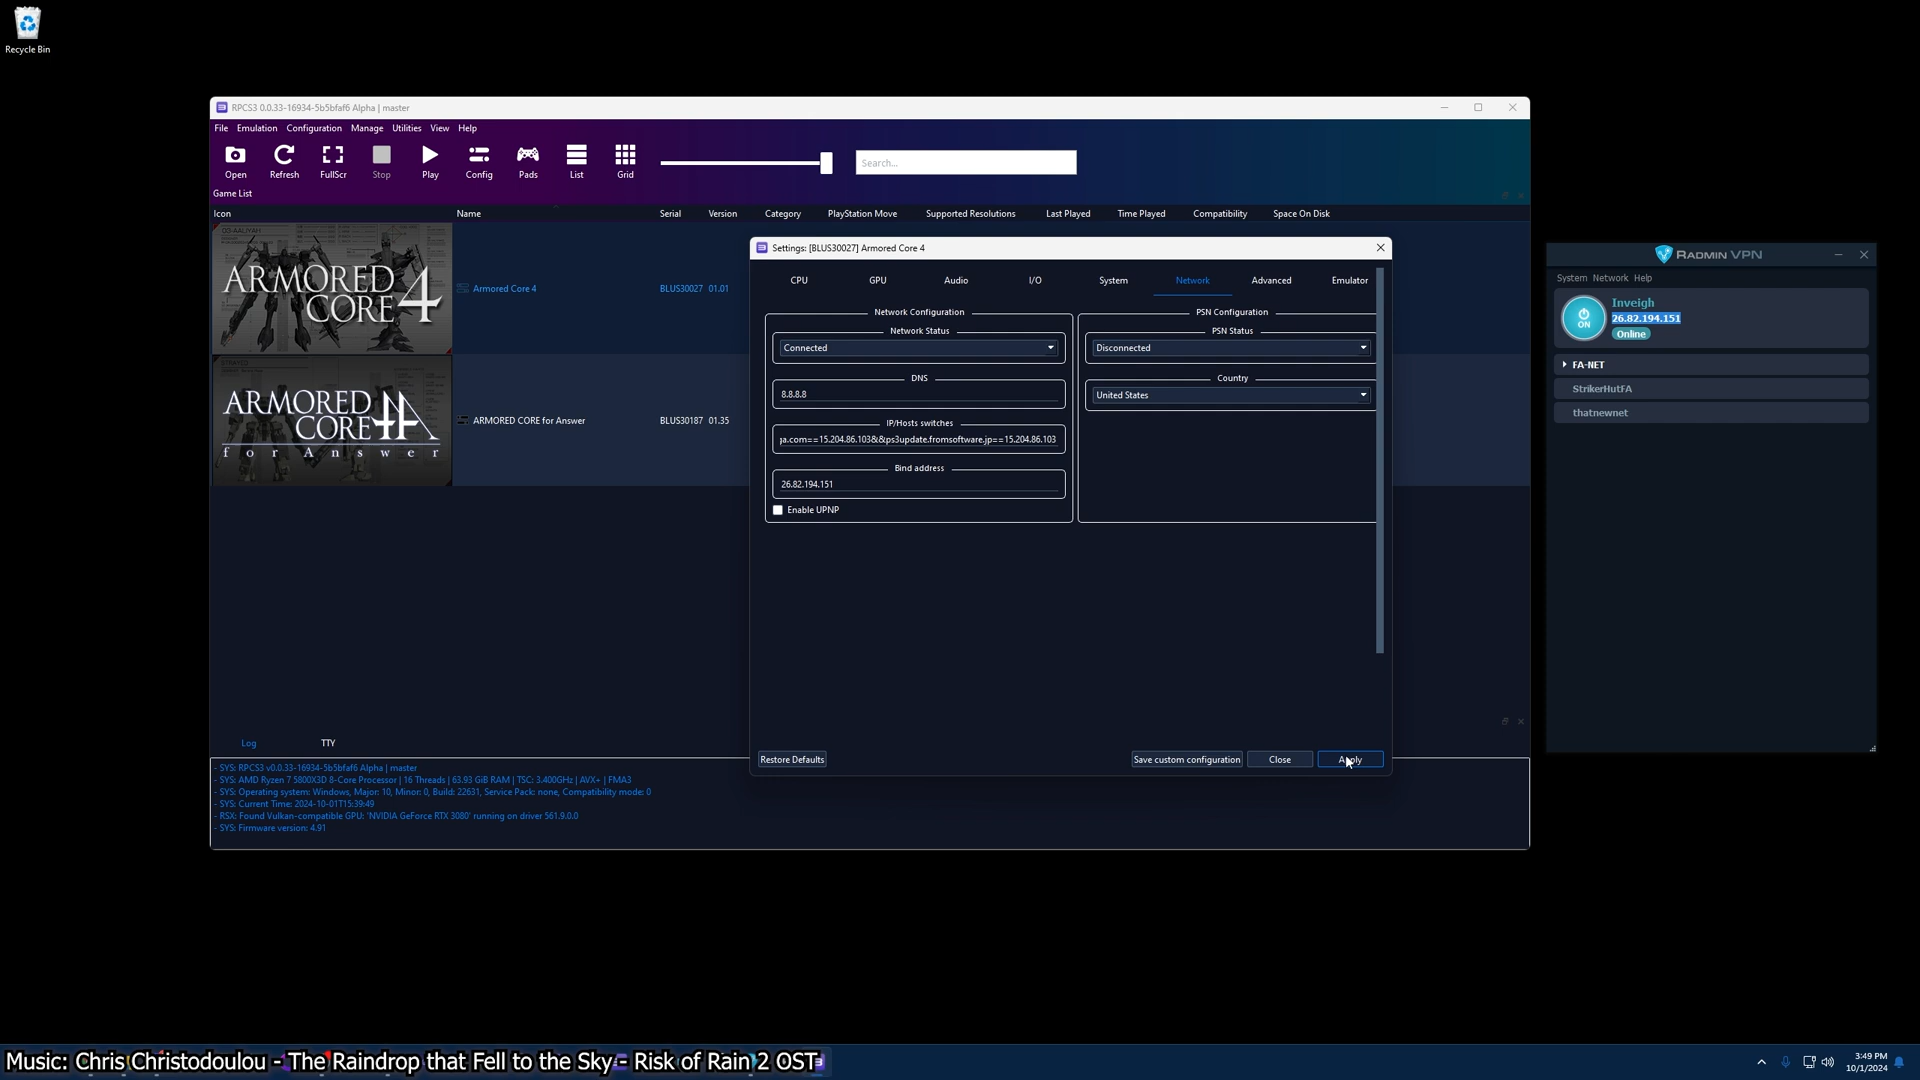 Recycle Bin
RPCS3 0.0.33-16934-5b5bfaf6 Alpha | master
File Emulation Configuration Manage Utilities View Help
Open Refresh FullScr Stop Play Config Pads List Grid
Search...
Game List
Icon Name Serial Version Category PlayStation Move Supported Resolutions Last Played Time Played Compatibility Space On Disk
03-AALIYAH
ARMORED CORE 4
Armored Core 4 BLUS30027 01.01
ARMORED
CORE
for Answer
ARMORED CORE for Answer BLUS30187 01.35
Settings: [BLUS30027] Armored Core 4
CPU GPU Audio I/O System Network Advanced Emulator
Network Configuration
Network Status
Connected
DNS
8.8.8.8
IP/Hosts switches
ga.com==15.204.86.103&&ps3update.fromsoftware.jp==15.204.86.103
Bind address
26.82.194.151
Enable UPNP
PSN Configuration
PSN Status
Disconnected
Country
United States
Restore Defaults Save custom configuration Close Apply
RADMIN VPN
System Network Help
ON
Inveigh
26.82.194.151
Online
FA-NET
StrikerHutFA
thatnewnet
Log TTY
- SYS: RPCS3 v0.0.33-16934-5b5bfaf6 Alpha | master
- SYS: AMD Ryzen 7 5800X3D 8-Core Processor | 16 Threads | 63.93 GiB RAM | TSC: 3.400GHz | AVX+ | FMA3
- SYS: Operating system: Windows, Major: 10, Minor: 0, Build: 22631, Service Pack: none, Compatibility mode: 0
- SYS: Current Time: 2024-10-01T15:39:49
- RSX: Found Vulkan-compatible GPU: 'NVIDIA GeForce RTX 3080' running on driver 561.9.0.0
- SYS: Firmware version: 4.91
Music: Chris Christodoulou - The Raindrop that Fell to the Sky - Risk of Rain 2 OST
3:49 PM
10/1/2024